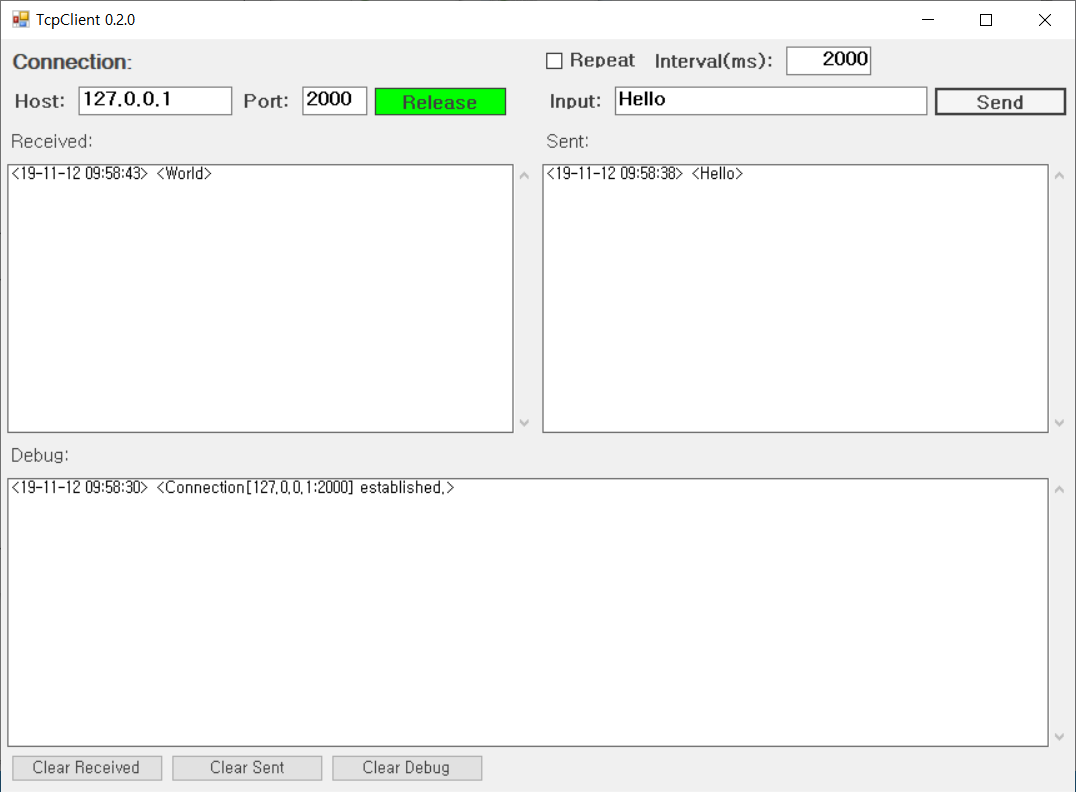 TcpClient 0.2.0
Connection:
Repeat Interval(ms): 2000
Host: 127.0.0.1 Port: 2000 Release
Input: Hello Send
Received:
<19-11-12 09:58:43> <World>
Sent:
<19-11-12 09:58:38> <Hello>
Debug:
<19-11-12 09:58:30> <Connection[127.0.0.1:2000] established.>
Clear Received Clear Sent Clear Debug